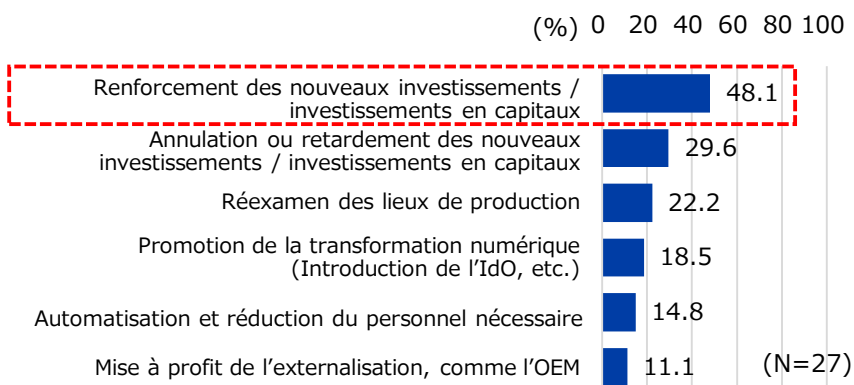 (%) 0 20 40 60 80 100
Renforcement des nouveaux investissements /
investissements en capitaux
48.1
Annulation ou retardement des nouveaux
investissements / investissements en capitaux
29.6
Réexamen des lieux de production
22.2
Promotion de la transformation numérique
(Introduction de l’IdO, etc.)
18.5
Automatisation et réduction du personnel nécessaire
14.8
Mise à profit de l’externalisation, comme l’OEM
11.1
(N=27)